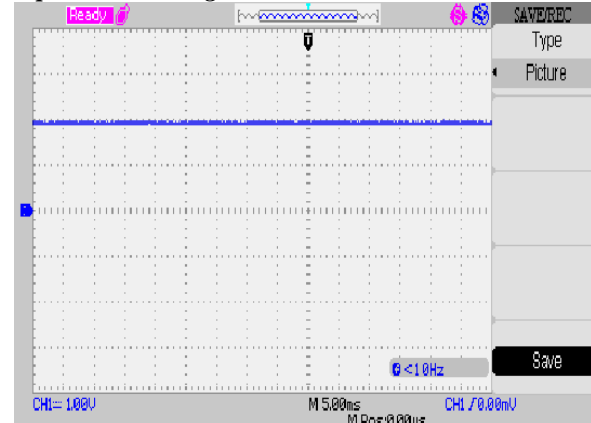 Ready
T
SAVE/REC
Type
Picture
Save
<10Hz
CH1= 1.00V
M 5.00ms
CH1 / 0.00mV
M Pos:0.00us